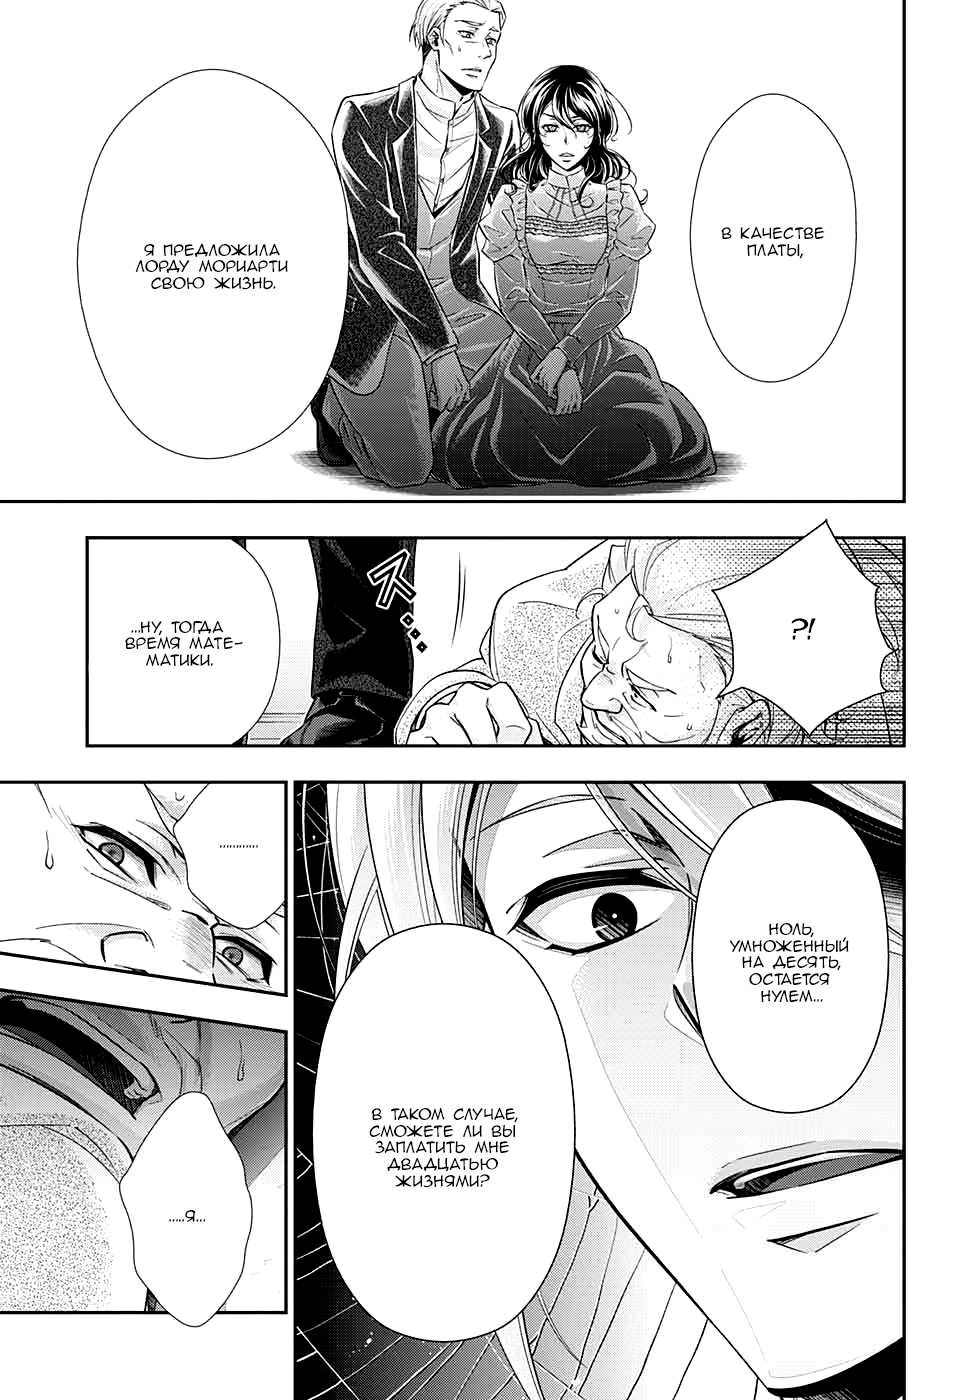 В КАЧЕСТВЕ
ПЛАТЫ,
Я ПРЕДЛОЖИЛА
ЛОРДУ МОРИАРТИ
СВОЮ ЖИЗНЬ.
?!
ス...
...НУ, ТОГДА
ВРЕМЯ МАТЕ-
МАТИКИ.
НОЛЬ,
УМНОЖЕННЫЙ
НА ДЕСЯТЬ,
ОСТАЕТСЯ
НУЛЕМ...
В ТАКОМ СЛУЧАЕ,
СМОЖЕТЕ ЛИ ВЫ
ЗАПЛАТИТЬ МНЕ
ДВАДЦАТЬЮ
ЖИЗНЯМИ?
............
.....Я...